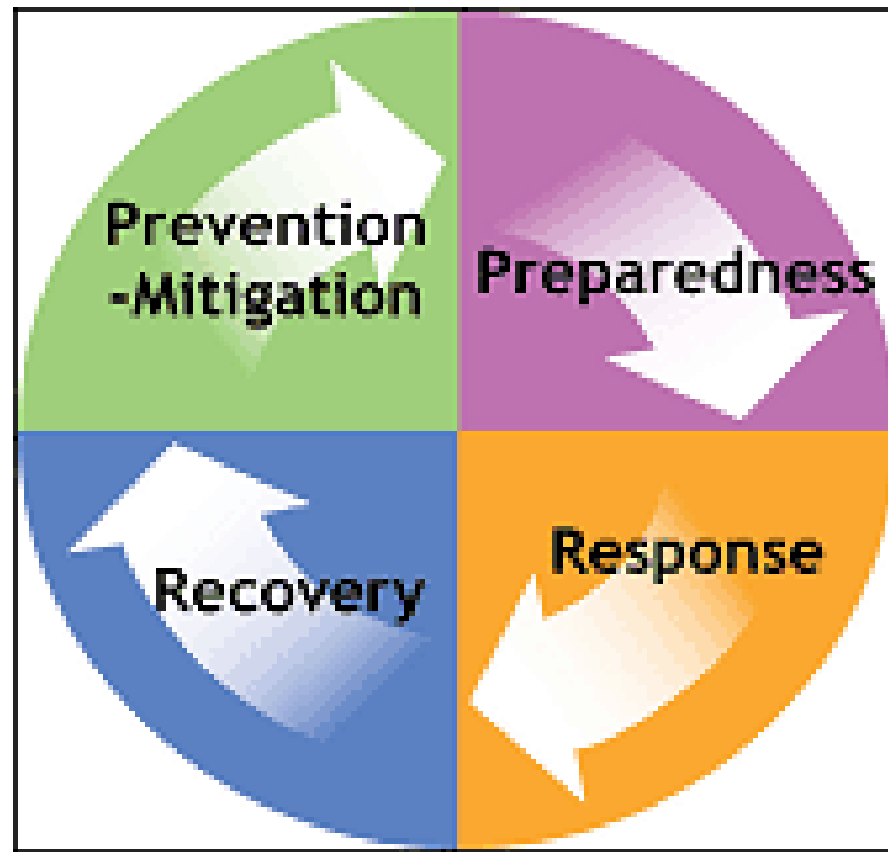 Prevention
-Mitigation
Preparedness
Response
Recovery